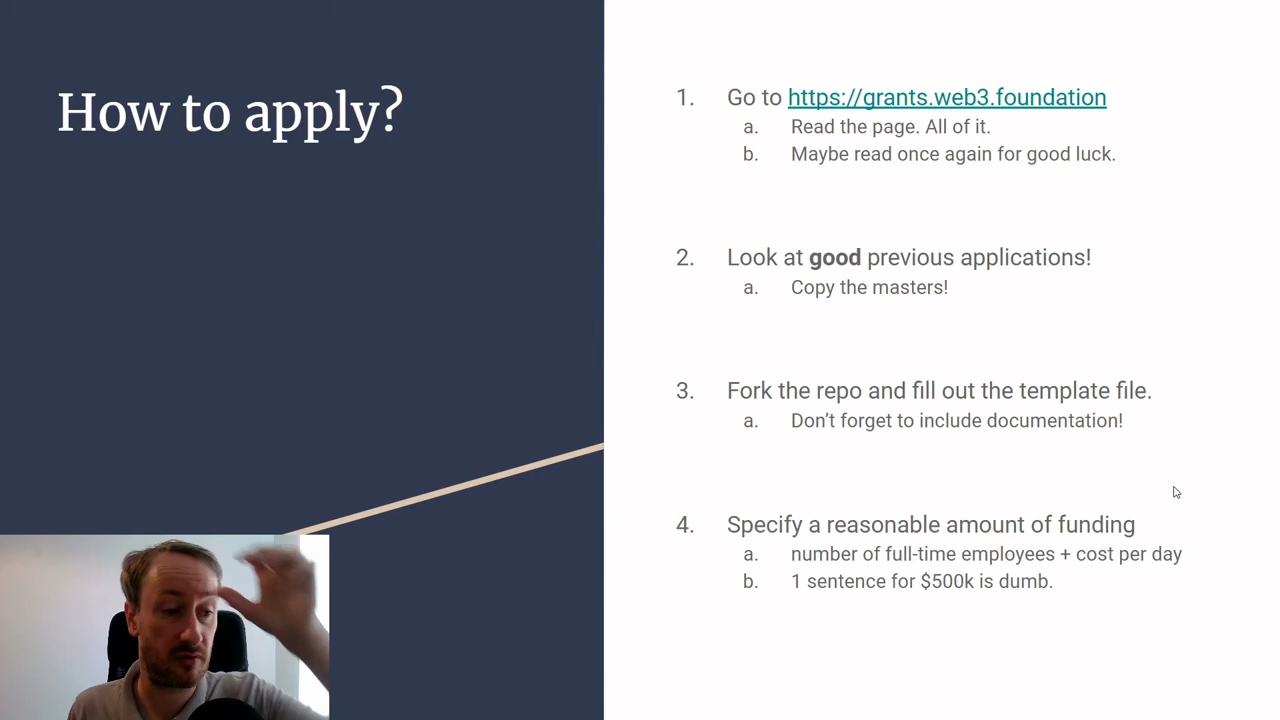 How to apply?
1. Go to https://grants.web3.foundation
a. Read the page. All of it.
b. Maybe read once again for good luck.
2. Look at good previous applications!
a. Copy the masters!
3. Fork the repo and fill out the template file.
a. Don’t forget to include documentation!
4. Specify a reasonable amount of funding
a. number of full-time employees + cost per day
b. 1 sentence for $500k is dumb.